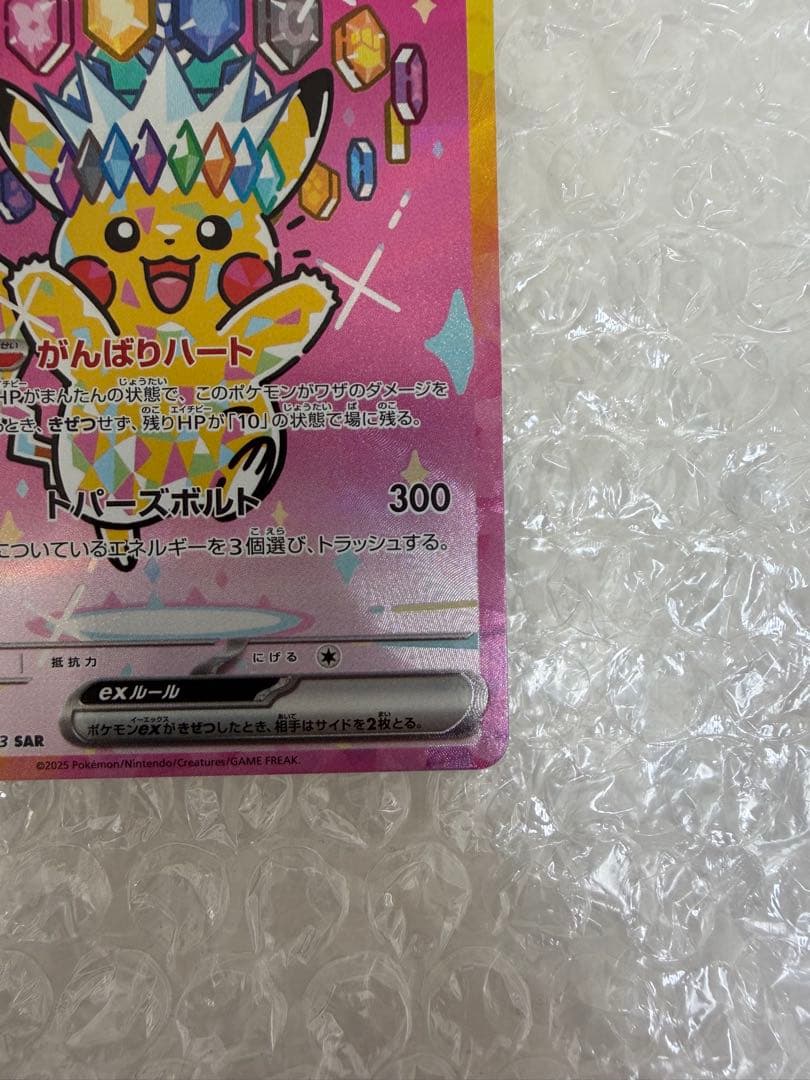 せい がんばりハート
HPがまんたんの状態で、このポケモンがワザのダメージを
とき、きぜつせず、残りHPが「10」の状態で場に残る。
トパーズボルト 300
についているエネルギーを3個選び、トラッシュする。
抵抗力 にげる
exルール
ポケモンexがきぜつしたとき、相手はサイドを2枚とる。
3 SAR
©2025 Pokémon/Nintendo/Creatures/GAME FREAK.